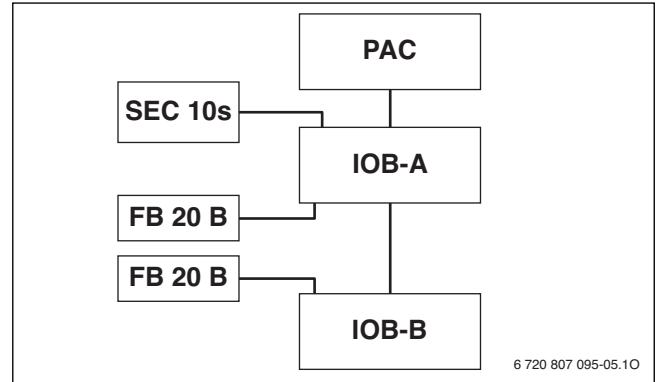 PAC
SEC 10s
IOB-A
FB 20 B
FB 20 B
IOB-B
6 720 807 095-05.1O